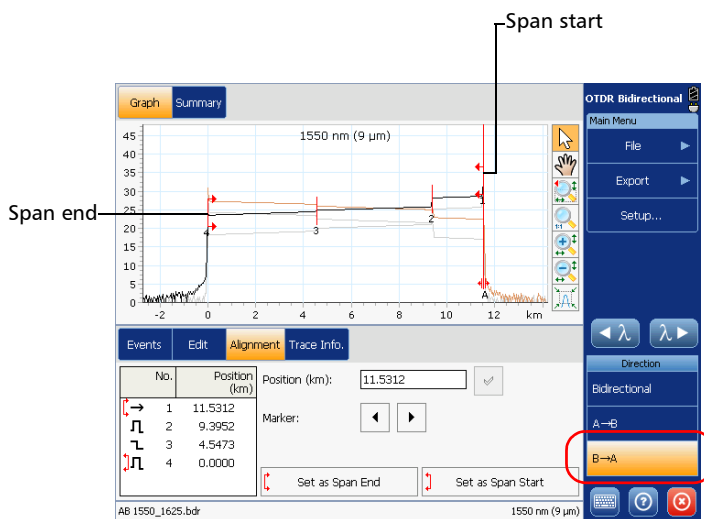 Span start
Graph
Summary
OTDR Bidirectional
Main Menu
File
Export
Setup...
1550 nm (9 µm)
45
40
35
30
25
20
15
10
5
0
Span end
1
2
3
4
A
-2
0
2
4
6
8
10
12
km
Events
Edit
Alignment
Trace Info.
No. Position (km)
1 11.5312
2 9.3952
3 4.5473
4 0.0000
Position (km): 11.5312
Marker:
Set as Span End
Set as Span Start
1:1
λ
λ
Direction
Bidirectional
A→B
B→A
AB 1550_1625.bdr
1550 nm (9 µm)
?